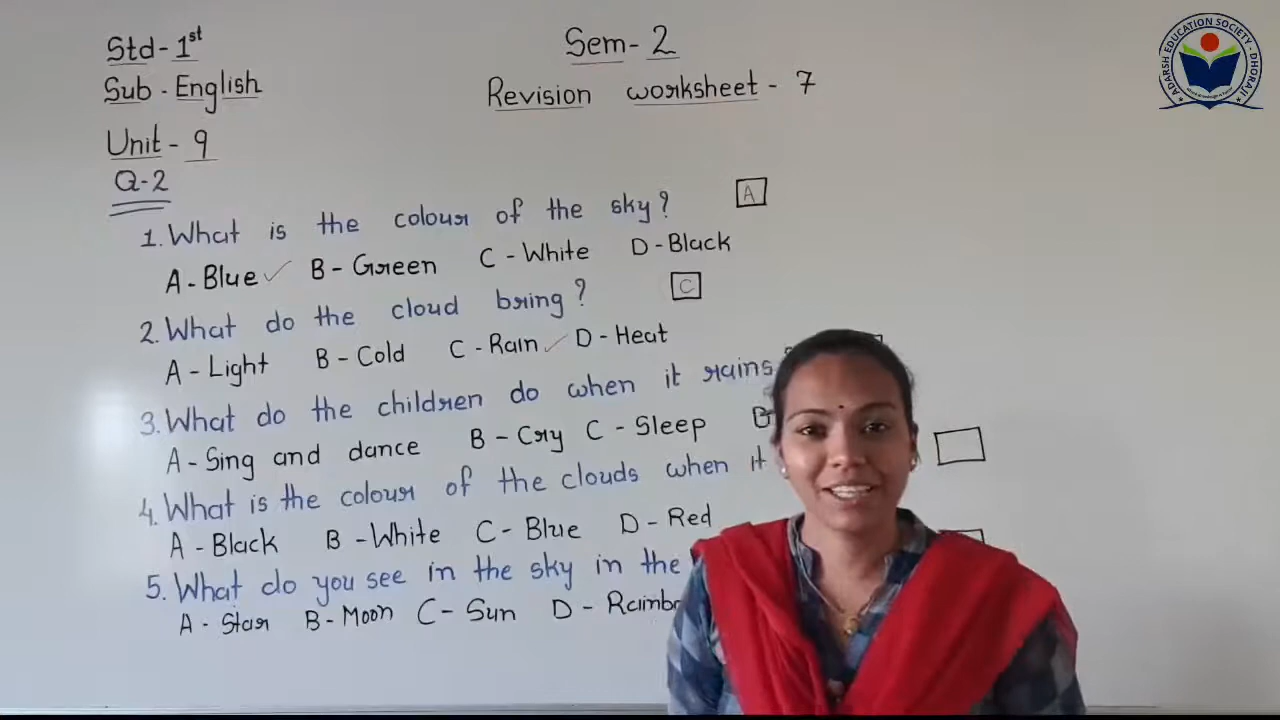 Std - 1st
Sem - 2
Sub - English
Revision worksheet - 7
Unit - 9
Q-2
1. What is the colour of the sky? A
A - Blue ✓ B - Green C - White D - Black
2. What do the cloud bring? C
A - Light B - Cold C - Rain ✓ D - Heat
3. What do the children do when it rains
A - Sing and dance B - Cry C - Sleep
4. What is the colour of the clouds when it
A - Black B - White C - Blue D - Red
5. What do you see in the sky in the
A - Star B - Moon C - Sun D - Rainbo
ADARSH EDUCATION SOCIETY - DHORAJI